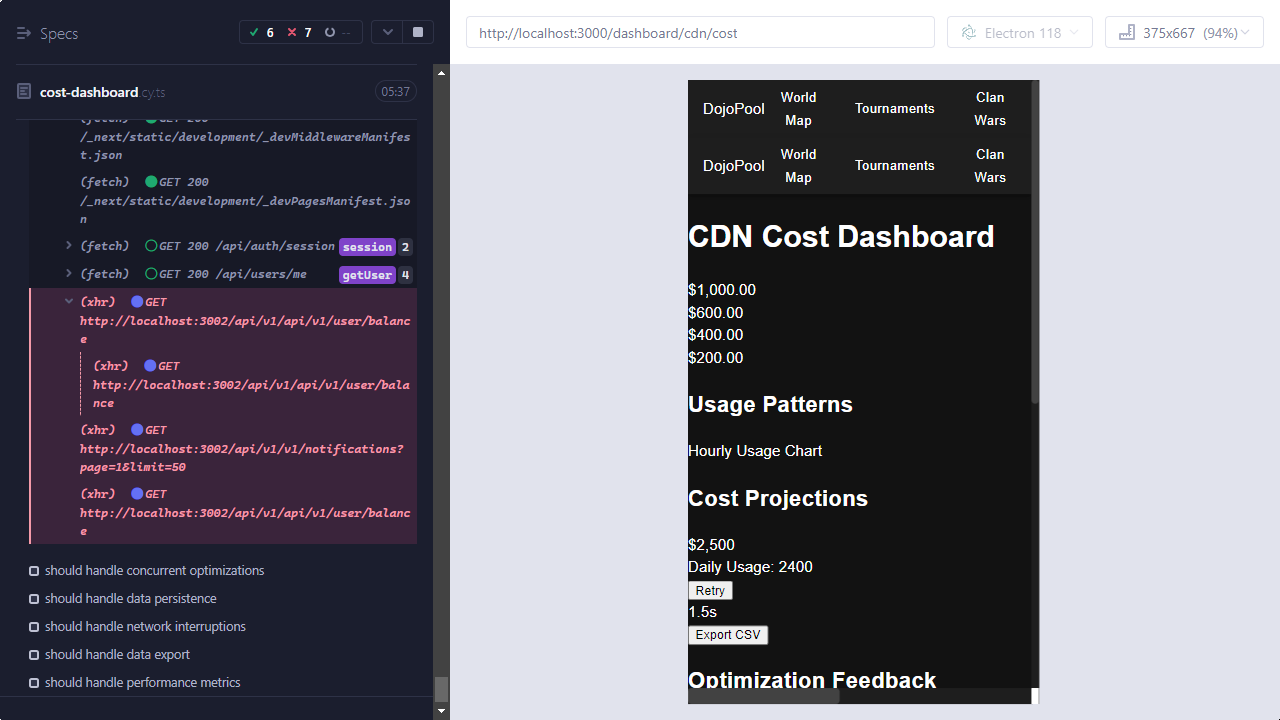 Specs
6
7
--
cost-dashboard.cy.ts
05:37
(fetch) GET 200
/_next/static/development/_devMiddlewareManifes
t.json
(fetch) GET 200
/_next/static/development/_devPagesManifest.jso
n
(fetch) GET 200 /api/auth/session session 2
(fetch) GET 200 /api/users/me getUser 4
(xhr) GET
http://localhost:3002/api/v1/api/v1/user/balanc
e
(xhr) GET
http://localhost:3002/api/v1/api/v1/user/bala
nce
(xhr) GET
http://localhost:3002/api/v1/v1/notifications?
page=1&limit=50
(xhr) GET
http://localhost:3002/api/v1/api/v1/user/balanc
e
should handle concurrent optimizations
should handle data persistence
should handle network interruptions
should handle data export
should handle performance metrics
http://localhost:3000/dashboard/cdn/cost
Electron 118
375x667 (94%)
DojoPool
World
Map
Tournaments
Clan
Wars
DojoPool
World
Map
Tournaments
Clan
Wars
CDN Cost Dashboard
$1,000.00
$600.00
$400.00
$200.00
Usage Patterns
Hourly Usage Chart
Cost Projections
$2,500
Daily Usage: 2400
Retry
1.5s
Export CSV
Optimization Feedback